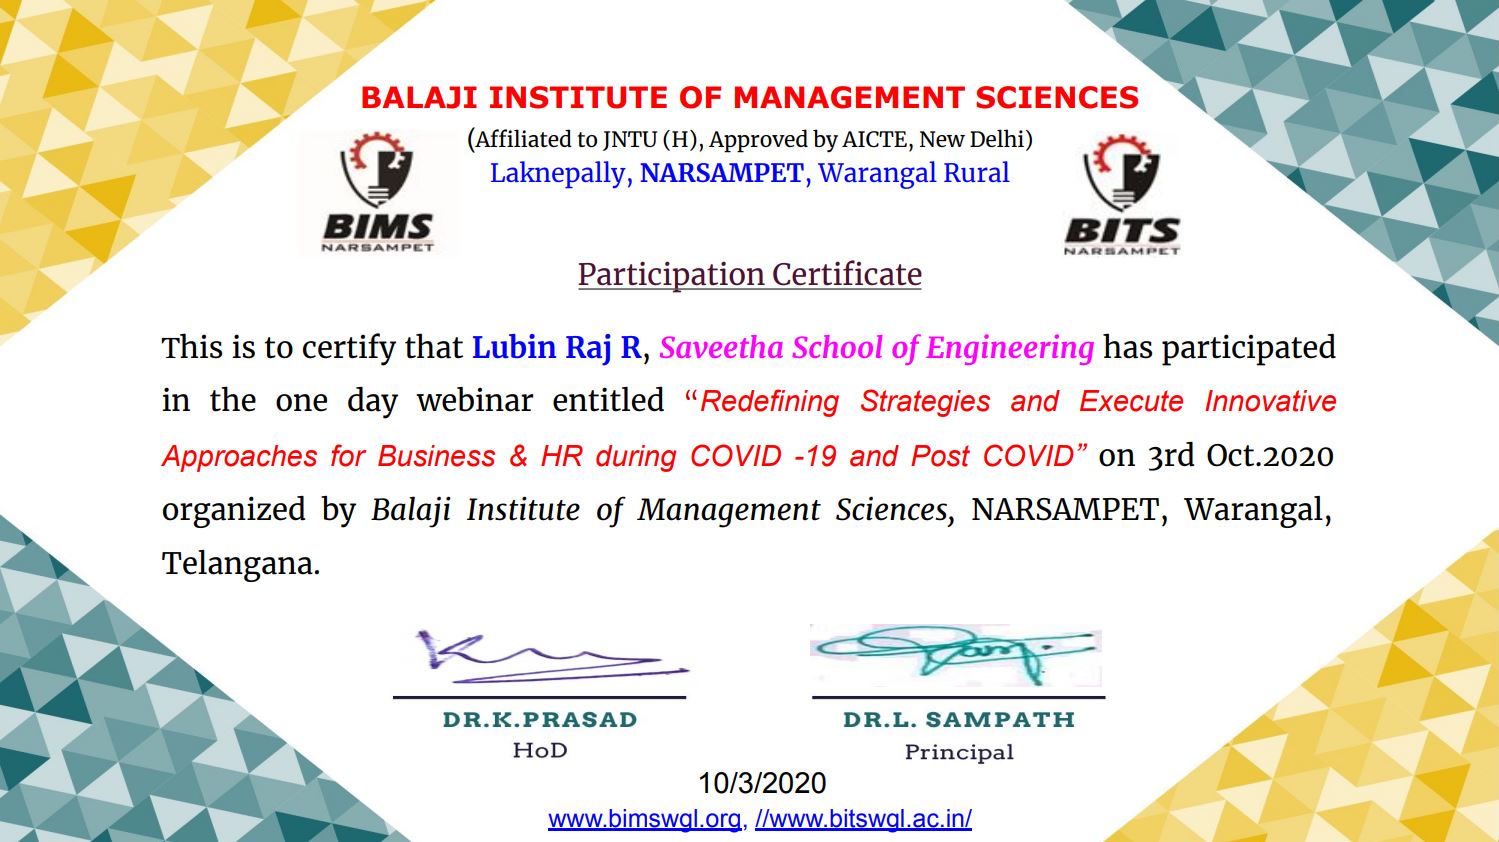 BALAJI INSTITUTE OF MANAGEMENT SCIENCES
(Affiliated to JNTU (H), Approved by AICTE, New Delhi)
Laknepally, NARSAMPET, Warangal Rural
BIMS
NARSAMPET
BITS
NARSAMPET
Participation Certificate
This is to certify that Lubin Raj R, Saveetha School of Engineering has participated
in the one day webinar entitled “Redefining Strategies and Execute Innovative
Approaches for Business & HR during COVID -19 and Post COVID” on 3rd Oct.2020
organized by Balaji Institute of Management Sciences, NARSAMPET, Warangal,
Telangana.
DR.K.PRASAD
HoD
DR.L. SAMPATH
Principal
10/3/2020
www.bimswgl.org, //www.bitswgl.ac.in/